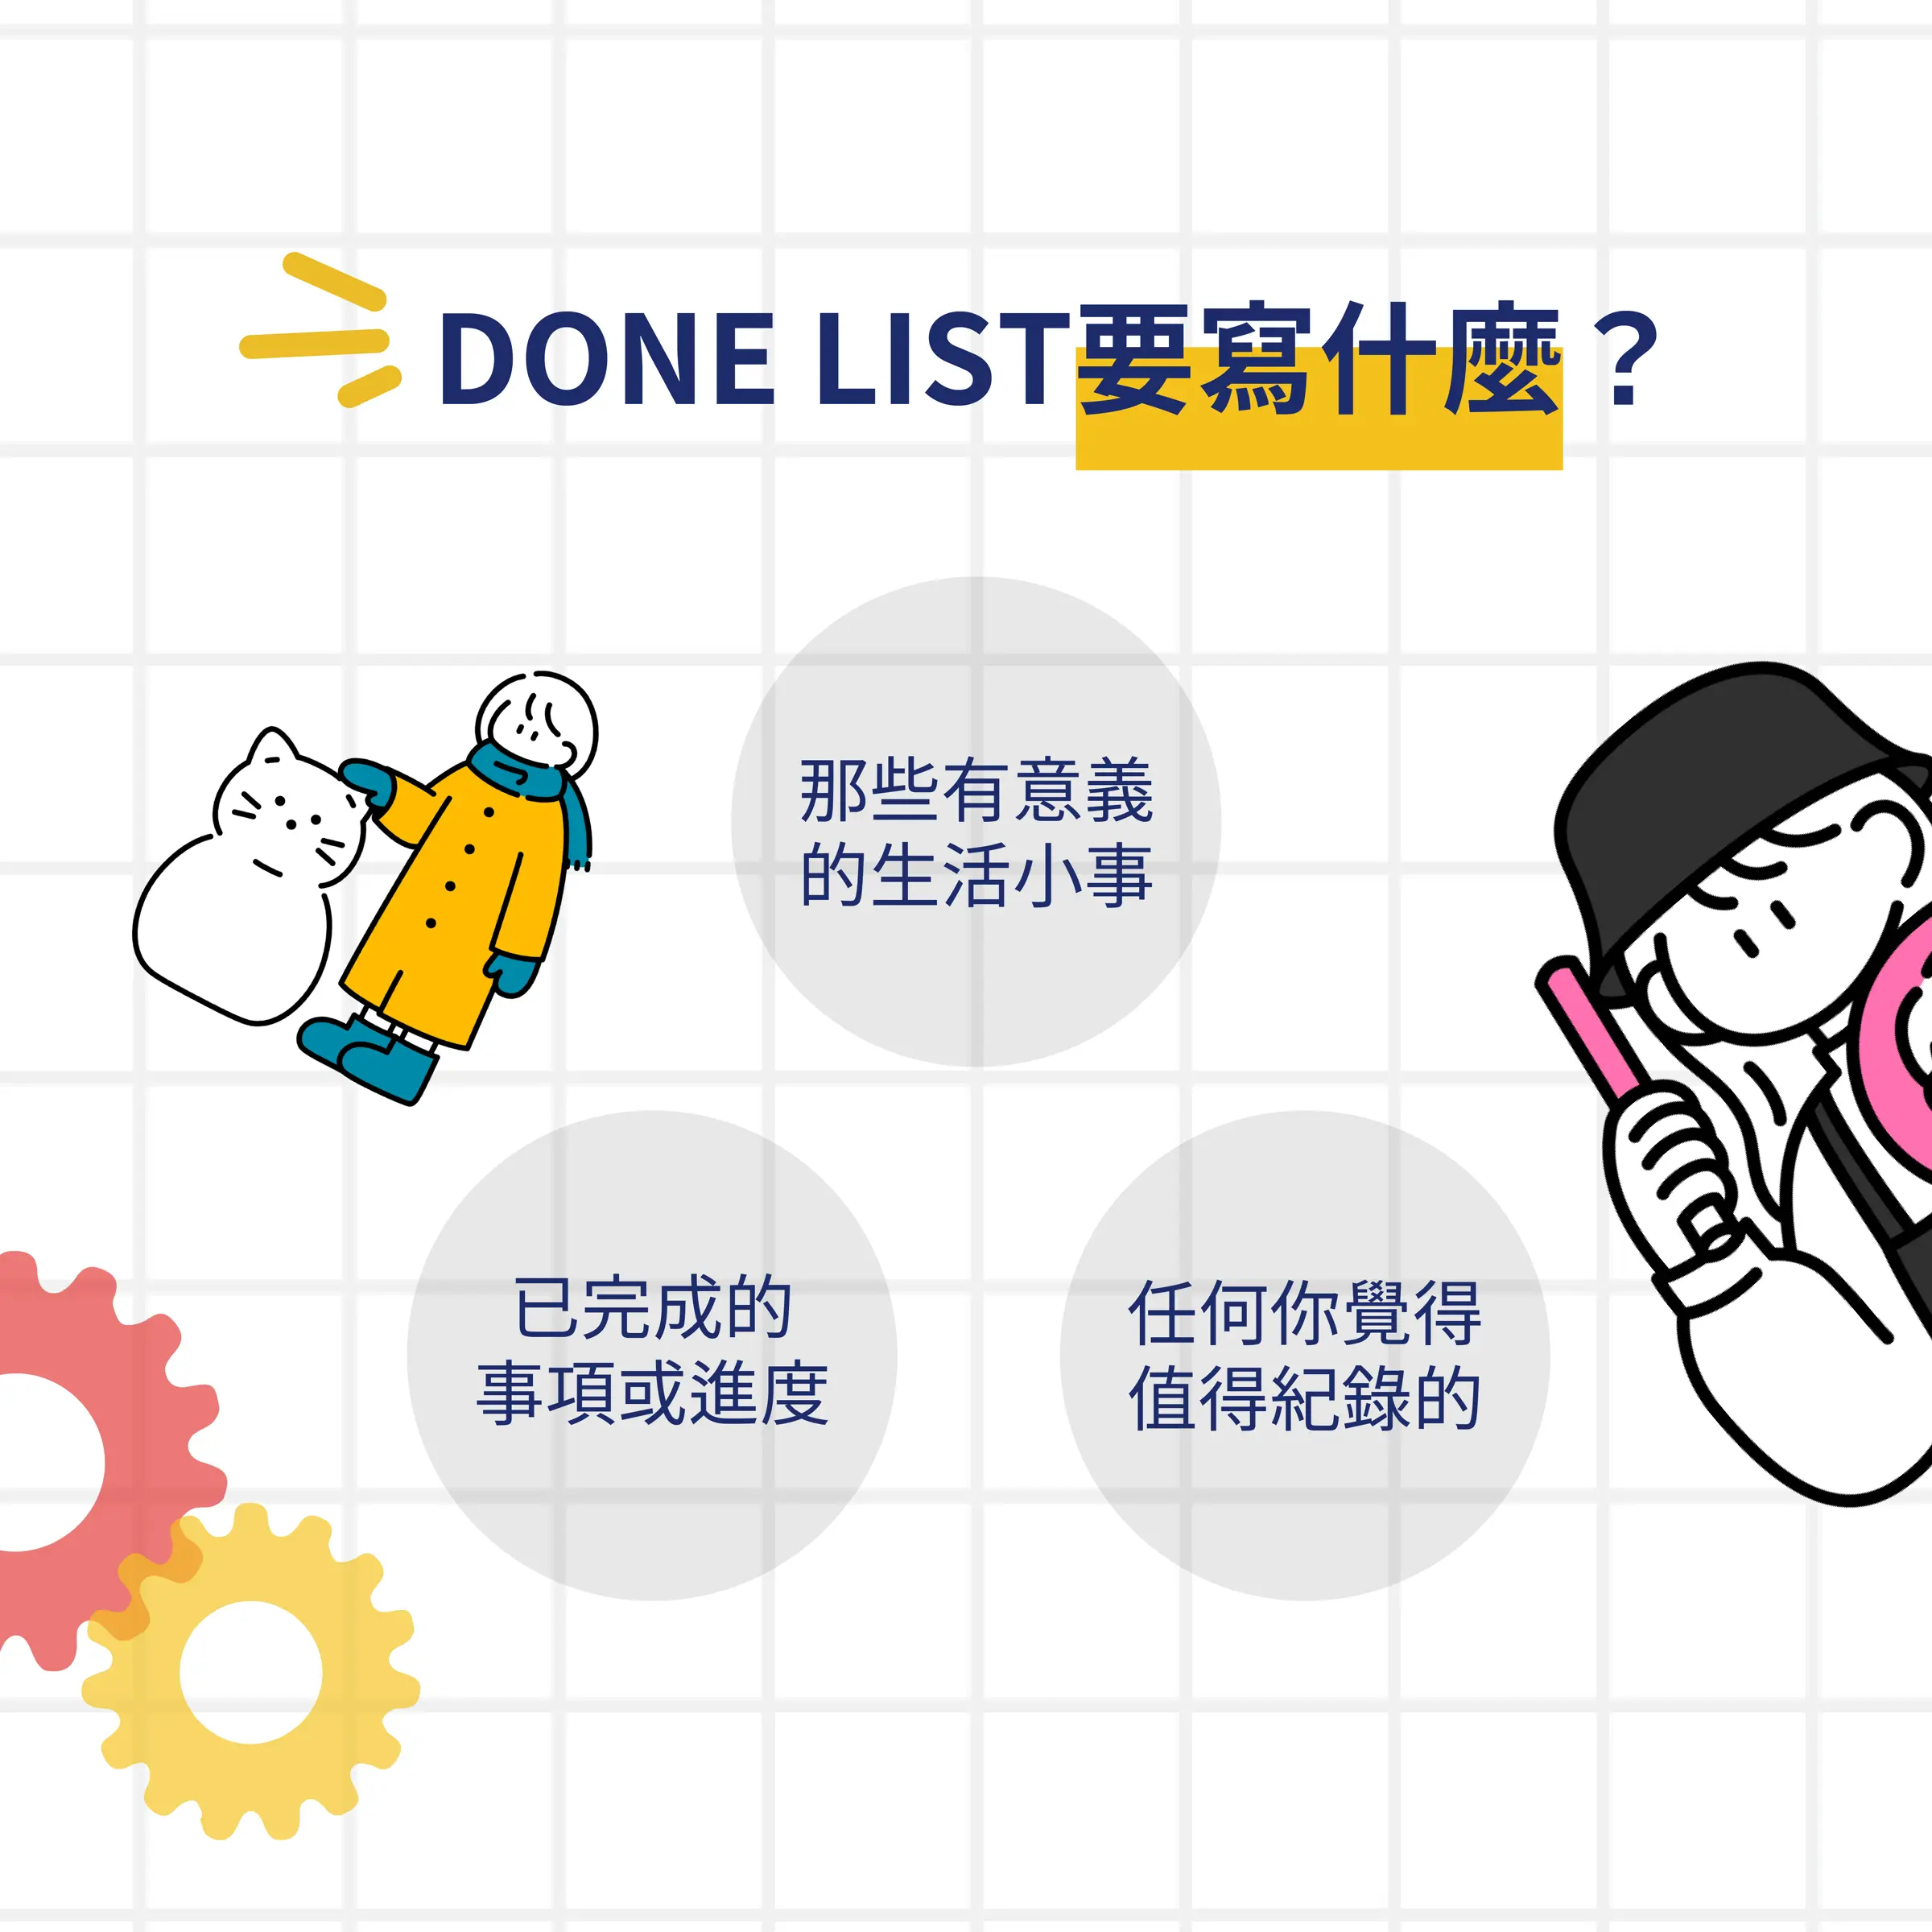 DONE LIST要寫什麼？
那些有意義
的生活小事
已完成的
事項或進度
任何你覺得
值得紀錄的